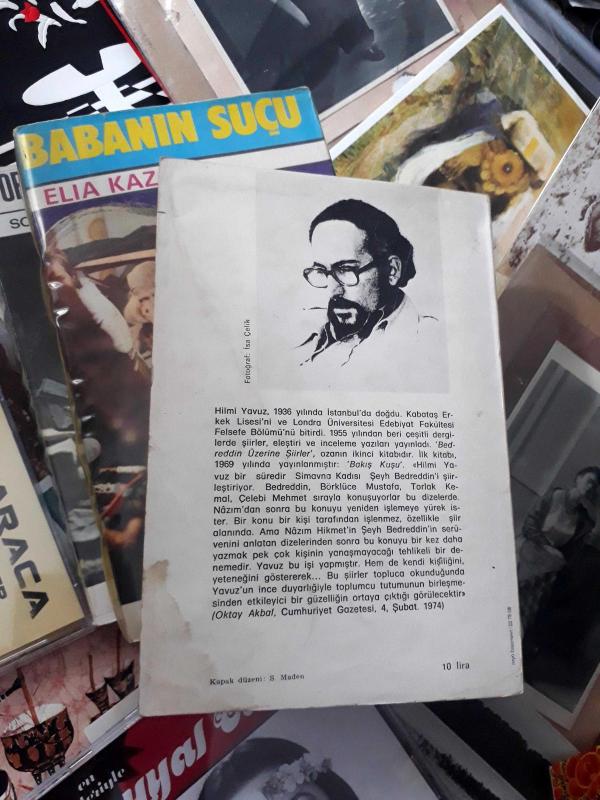 BABANIN SUÇU
ELIA KAZ
Fotoğraf: İsa Çelik
Hilmi Yavuz, 1936 yılında İstanbul'da doğdu. Kabataş Er-
kek Lisesi'ni ve Londra Üniversitesi Edebiyat Fakültesi
Felsefe Bölümü'nü bitirdi. 1955 yılından beri çeşitli dergi-
lerde şiirler, eleştiri ve inceleme yazıları yayınladı. 'Bed-
reddin Üzerine Şiirler', ozanın ikinci kitabıdır. İlk kitabı,
1969 yılında yayınlanmıştır: 'Bakış Kuşu'. «Hilmi Ya-
vuz bir süredir Simavna Kadısı Şeyh Bedreddin'i şiir-
leştiriyor. Bedreddin, Börklüce Mustafa, Torlak Ke-
mal, Çelebi Mehmet sırayla konuşuyorlar bu dizelerde.
Nâzım'dan sonra bu konuyu yeniden işlemeye yürek is-
ter. Bir konu bir kişi tarafından işlenmez, özellikle şiir
alanında. Ama Nâzım Hikmet'in Şeyh Bedreddin'in serü-
venini anlatan dizelerinden sonra bu konuyu bir kez daha
yazmak pek çok kişinin yanaşmayacağı tehlikeli bir de-
nemedir. Yavuz bu işi yapmıştır. Hem de kendi kişiliğini,
yeteneğini göstererek... Bu şiirler topluca okunduğunda
Yavuz'un ince duyarlığiyle toplumcu tutumunun birleşme-
sinden etkileyici bir güzelliğin ortaya çıktığı görülecektir»
(Oktay Akbal, Cumhuriyet Gazetesi, 4, Şubat. 1974)
10 lira
Kapak düzeni: S. Maden
ARACA
en